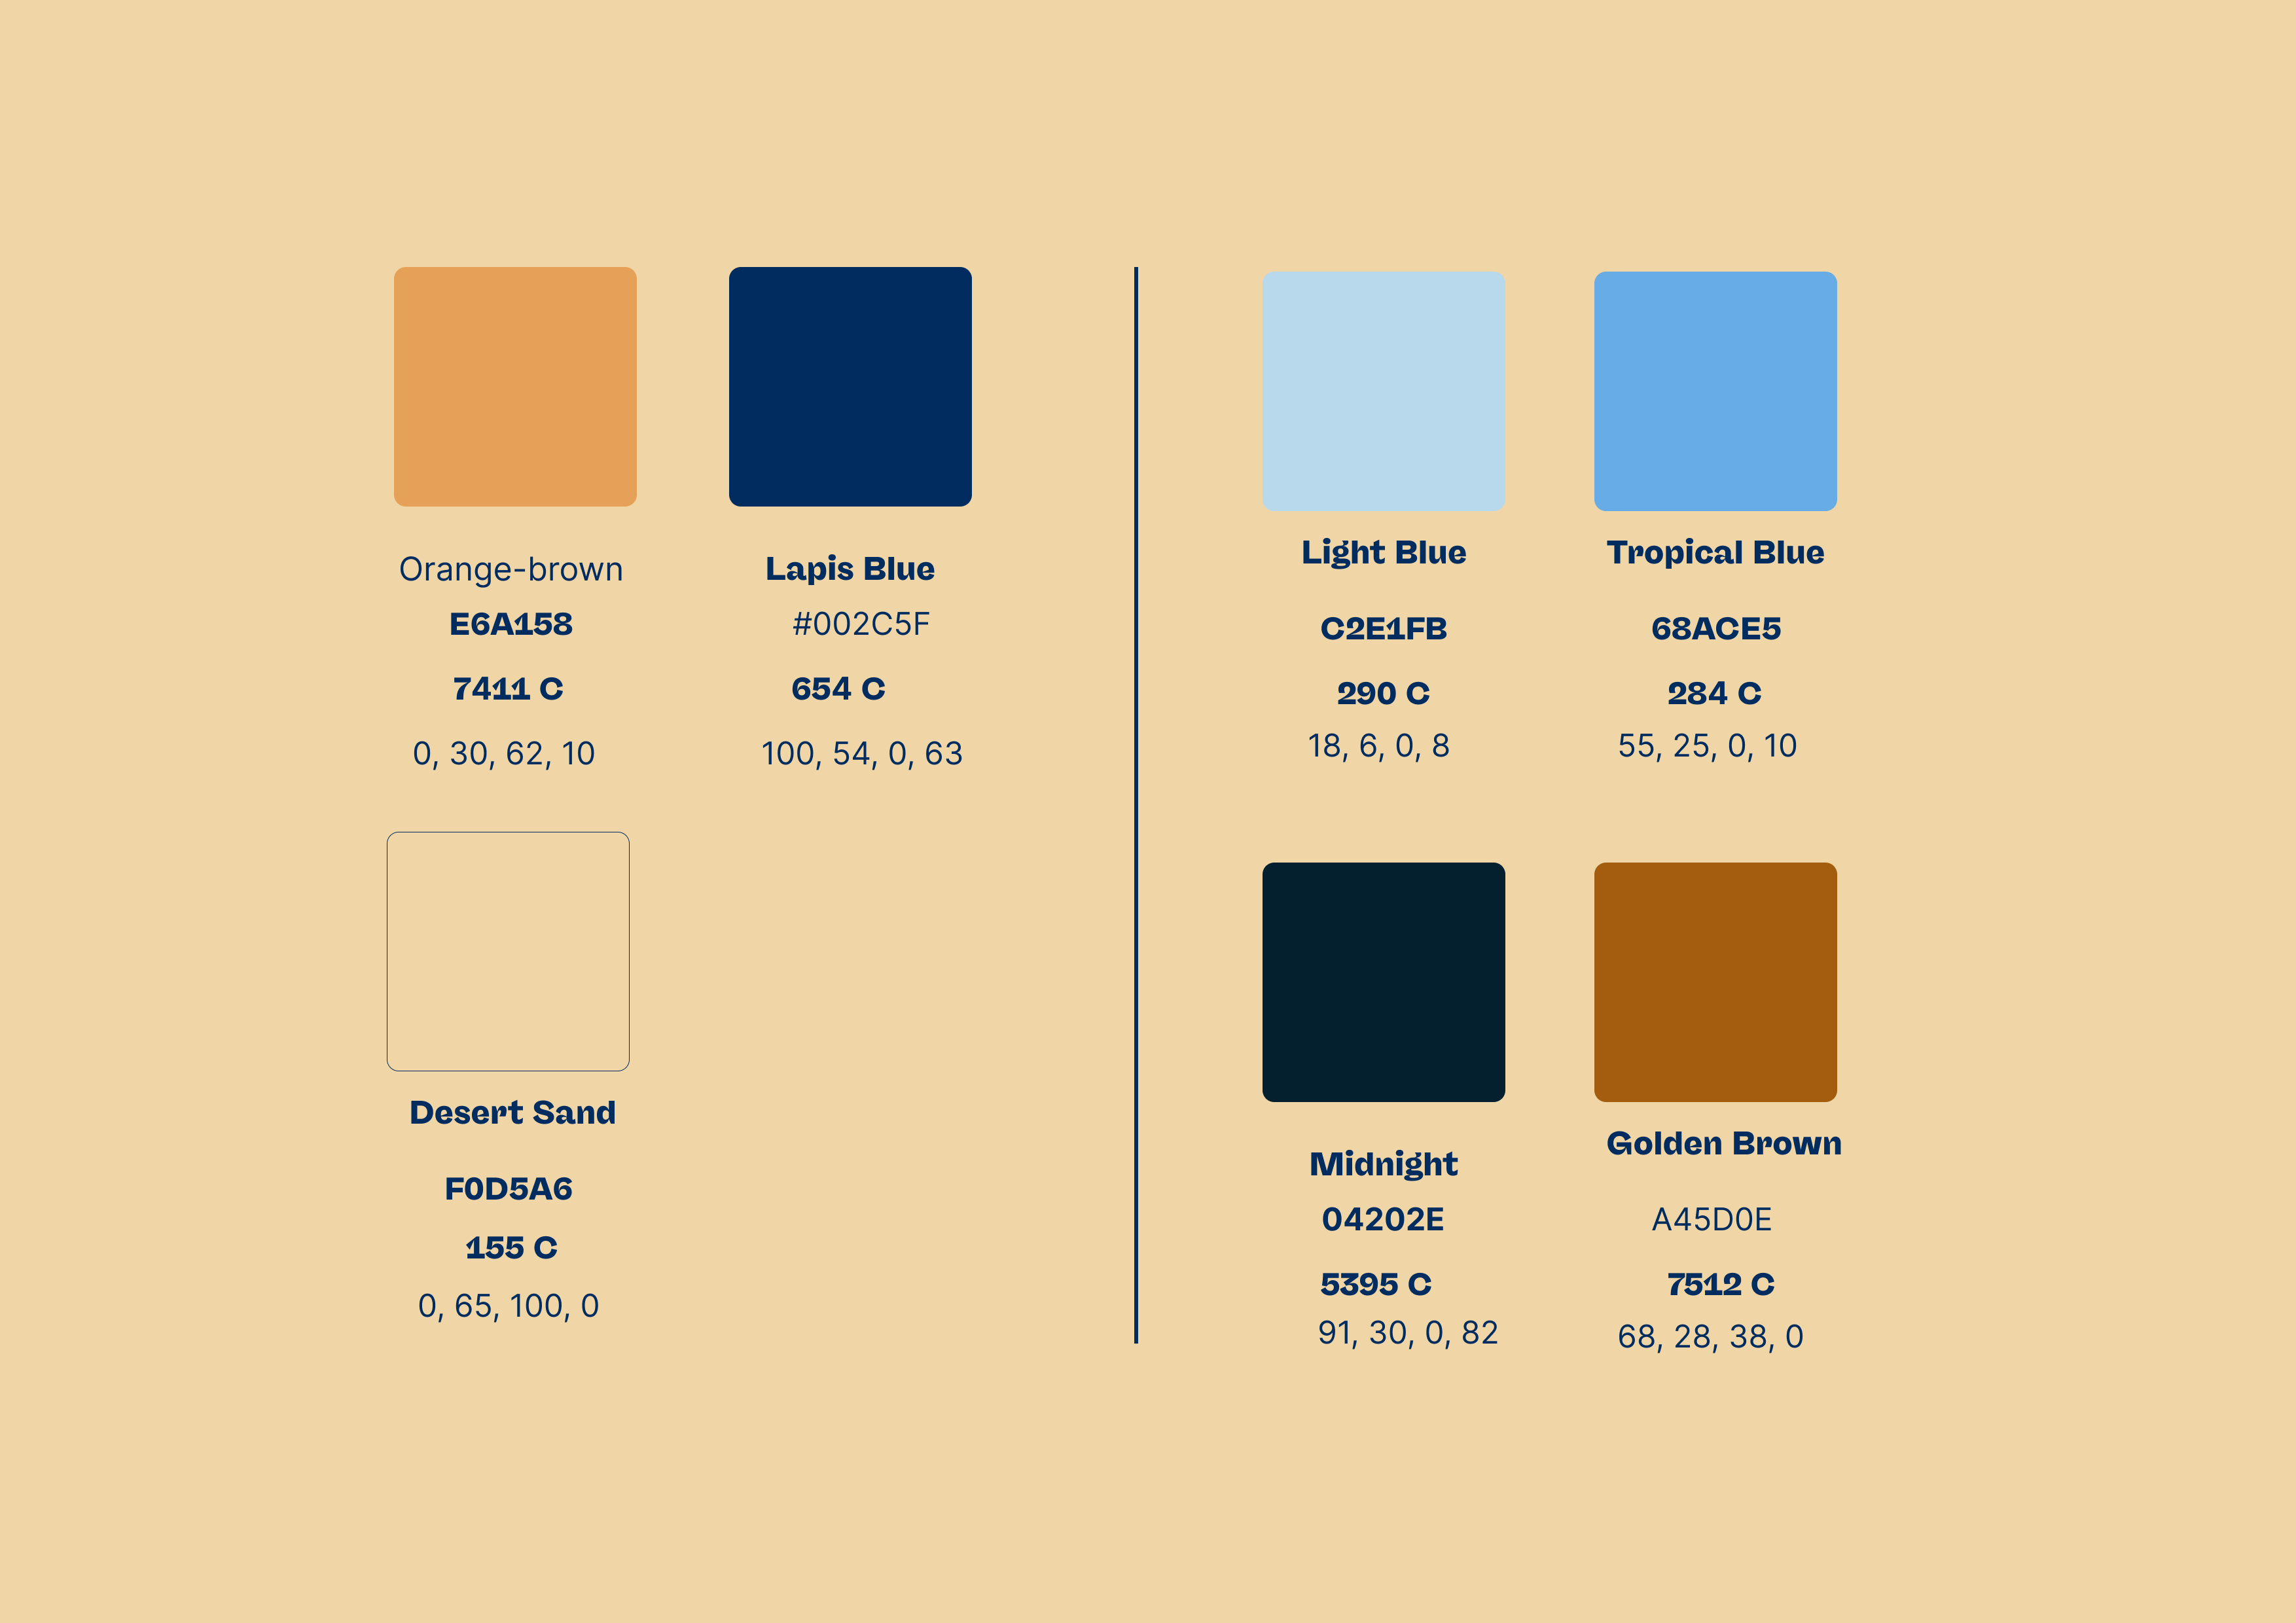 Orange-brown
E6A158
7411 C
0, 30, 62, 10
Lapis Blue
#002C5F
654 C
100, 54, 0, 63
Desert Sand
F0D5A6
155 C
0, 65, 100, 0
Light Blue
C2E1FB
290 C
18, 6, 0, 8
Tropical Blue
68ACE5
284 C
55, 25, 0, 10
Midnight
04202E
5395 C
91, 30, 0, 82
Golden Brown
A45D0E
7512 C
68, 28, 38, 0